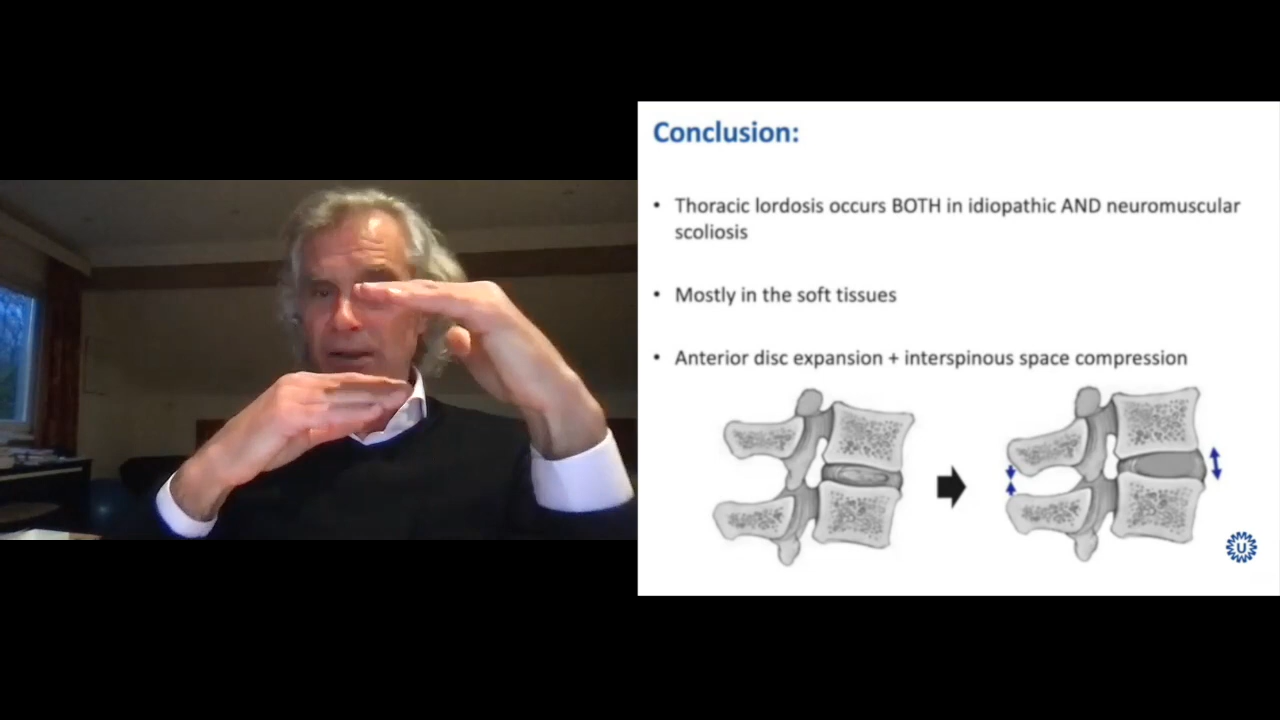 Conclusion:
• Thoracic lordosis occurs BOTH in idiopathic AND neuromuscular
scoliosis
• Mostly in the soft tissues
• Anterior disc expansion + interspinous space compression
U